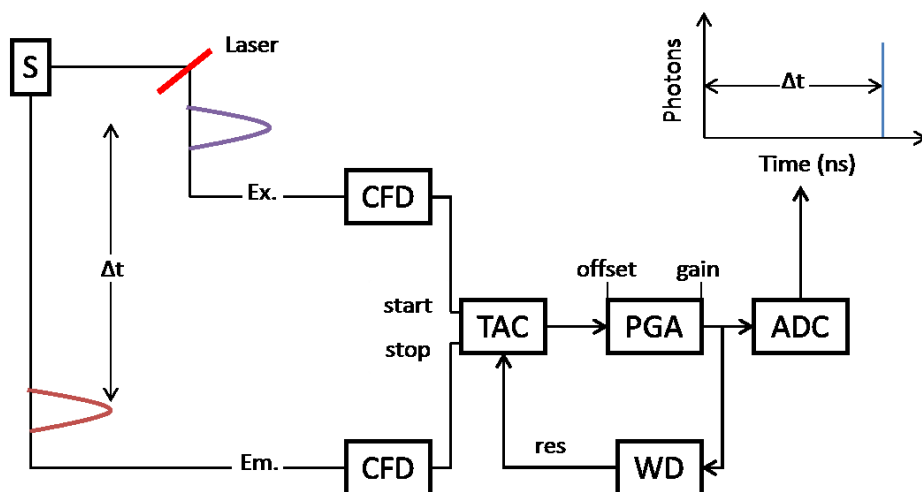 Laser
S
Photons
Δt
Time (ns)
Ex.
CFD
Δt
offset
gain
start
TAC
PGA
ADC
stop
res
Em.
CFD
WD